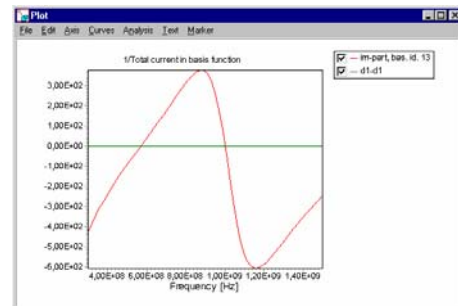 Plot
File Edit Axis Curves Analysis Text Marker
1/Total current in basis function
im-part, bas. id. 13
d1-d1
3,00E+02
2,00E+02
1,00E+02
0,00E+00
-1,00E+02
-2,00E+02
-3,00E+02
-4,00E+02
-5,00E+02
-6,00E+02
4,00E+08 6,00E+08 8,00E+08 1,00E+09 1,20E+09 1,40E+09
Frequency [Hz]